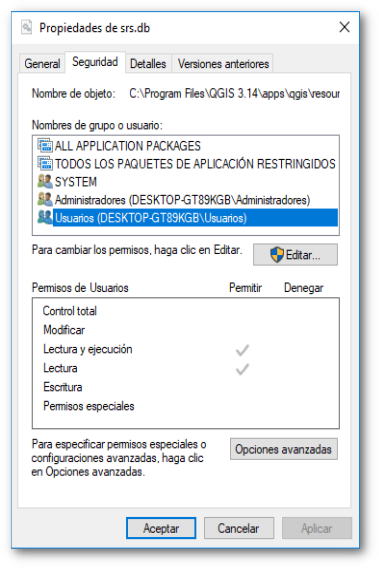 Propiedades de srs.db
General
Seguridad
Detalles
Versiones anteriores
Nombre de objeto: C:\Program Files\QGIS 3.14\apps\qgis\resour
Nombres de grupo o usuario:
ALL APPLICATION PACKAGES
TODOS LOS PAQUETES DE APLICACIÓN RESTRINGIDOS
SYSTEM
Administradores (DESKTOP-GT89KGB\Administradores)
Usuarios (DESKTOP-GT89KGB\Usuarios)
Para cambiar los permisos, haga clic en Editar.
Editar...
Permisos de Usuarios Permitir Denegar
Control total
Modificar
Lectura y ejecución
Lectura
Escritura
Permisos especiales
Para especificar permisos especiales o
configuraciones avanzadas, haga clic
en Opciones avanzadas.
Opciones avanzadas
Aceptar
Cancelar
Aplicar